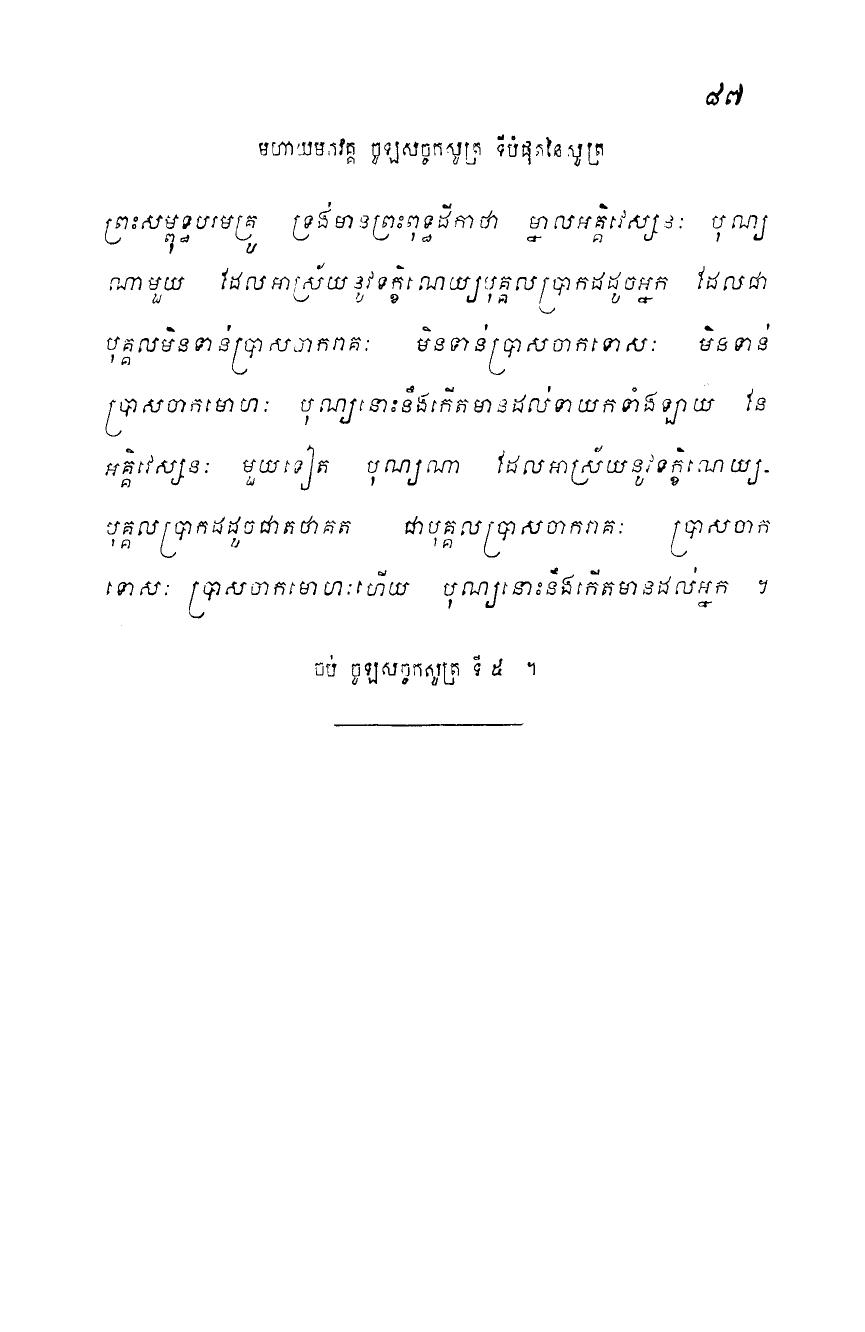 ៨៧
មហាយមកវគ្គ ចូឡសច្ចកសូត្រ ទីបំផុតនៃសូត្រ
ព្រះសម្ពុទ្ធបរមគ្រូ ទ្រង់មានព្រះពុទ្ធដីកាថា ម្នាលអគ្គិវេស្សនៈ បុណ្យ
ណាមួយ ដែលអាស្រ័យនូវទក្ខិណេយ្យបុគ្គលប្រាកដដូចអ្នក ដែលជា
បុគ្គលមិនទាន់ប្រាសចាករាគៈ មិនទាន់ប្រាសចាកទោសៈ មិនទាន់
ប្រាសចាកមោហៈ បុណ្យនោះនឹងកើតមានដល់ទាយកទាំងឡាយ នែ
អគ្គិវេស្សនៈ មួយទៀត បុណ្យណា ដែលអាស្រ័យនូវទក្ខិណេយ្យ-
បុគ្គលប្រាកដដូចជាតថាគត ជាបុគ្គលប្រាសចាករាគៈ ប្រាសចាក
ទោសៈ ប្រាសចាកមោហៈហើយ បុណ្យនោះនឹងកើតមានដល់អ្នក ។
ចប់ ចូឡសច្ចកសូត្រ ទី ៥ ។